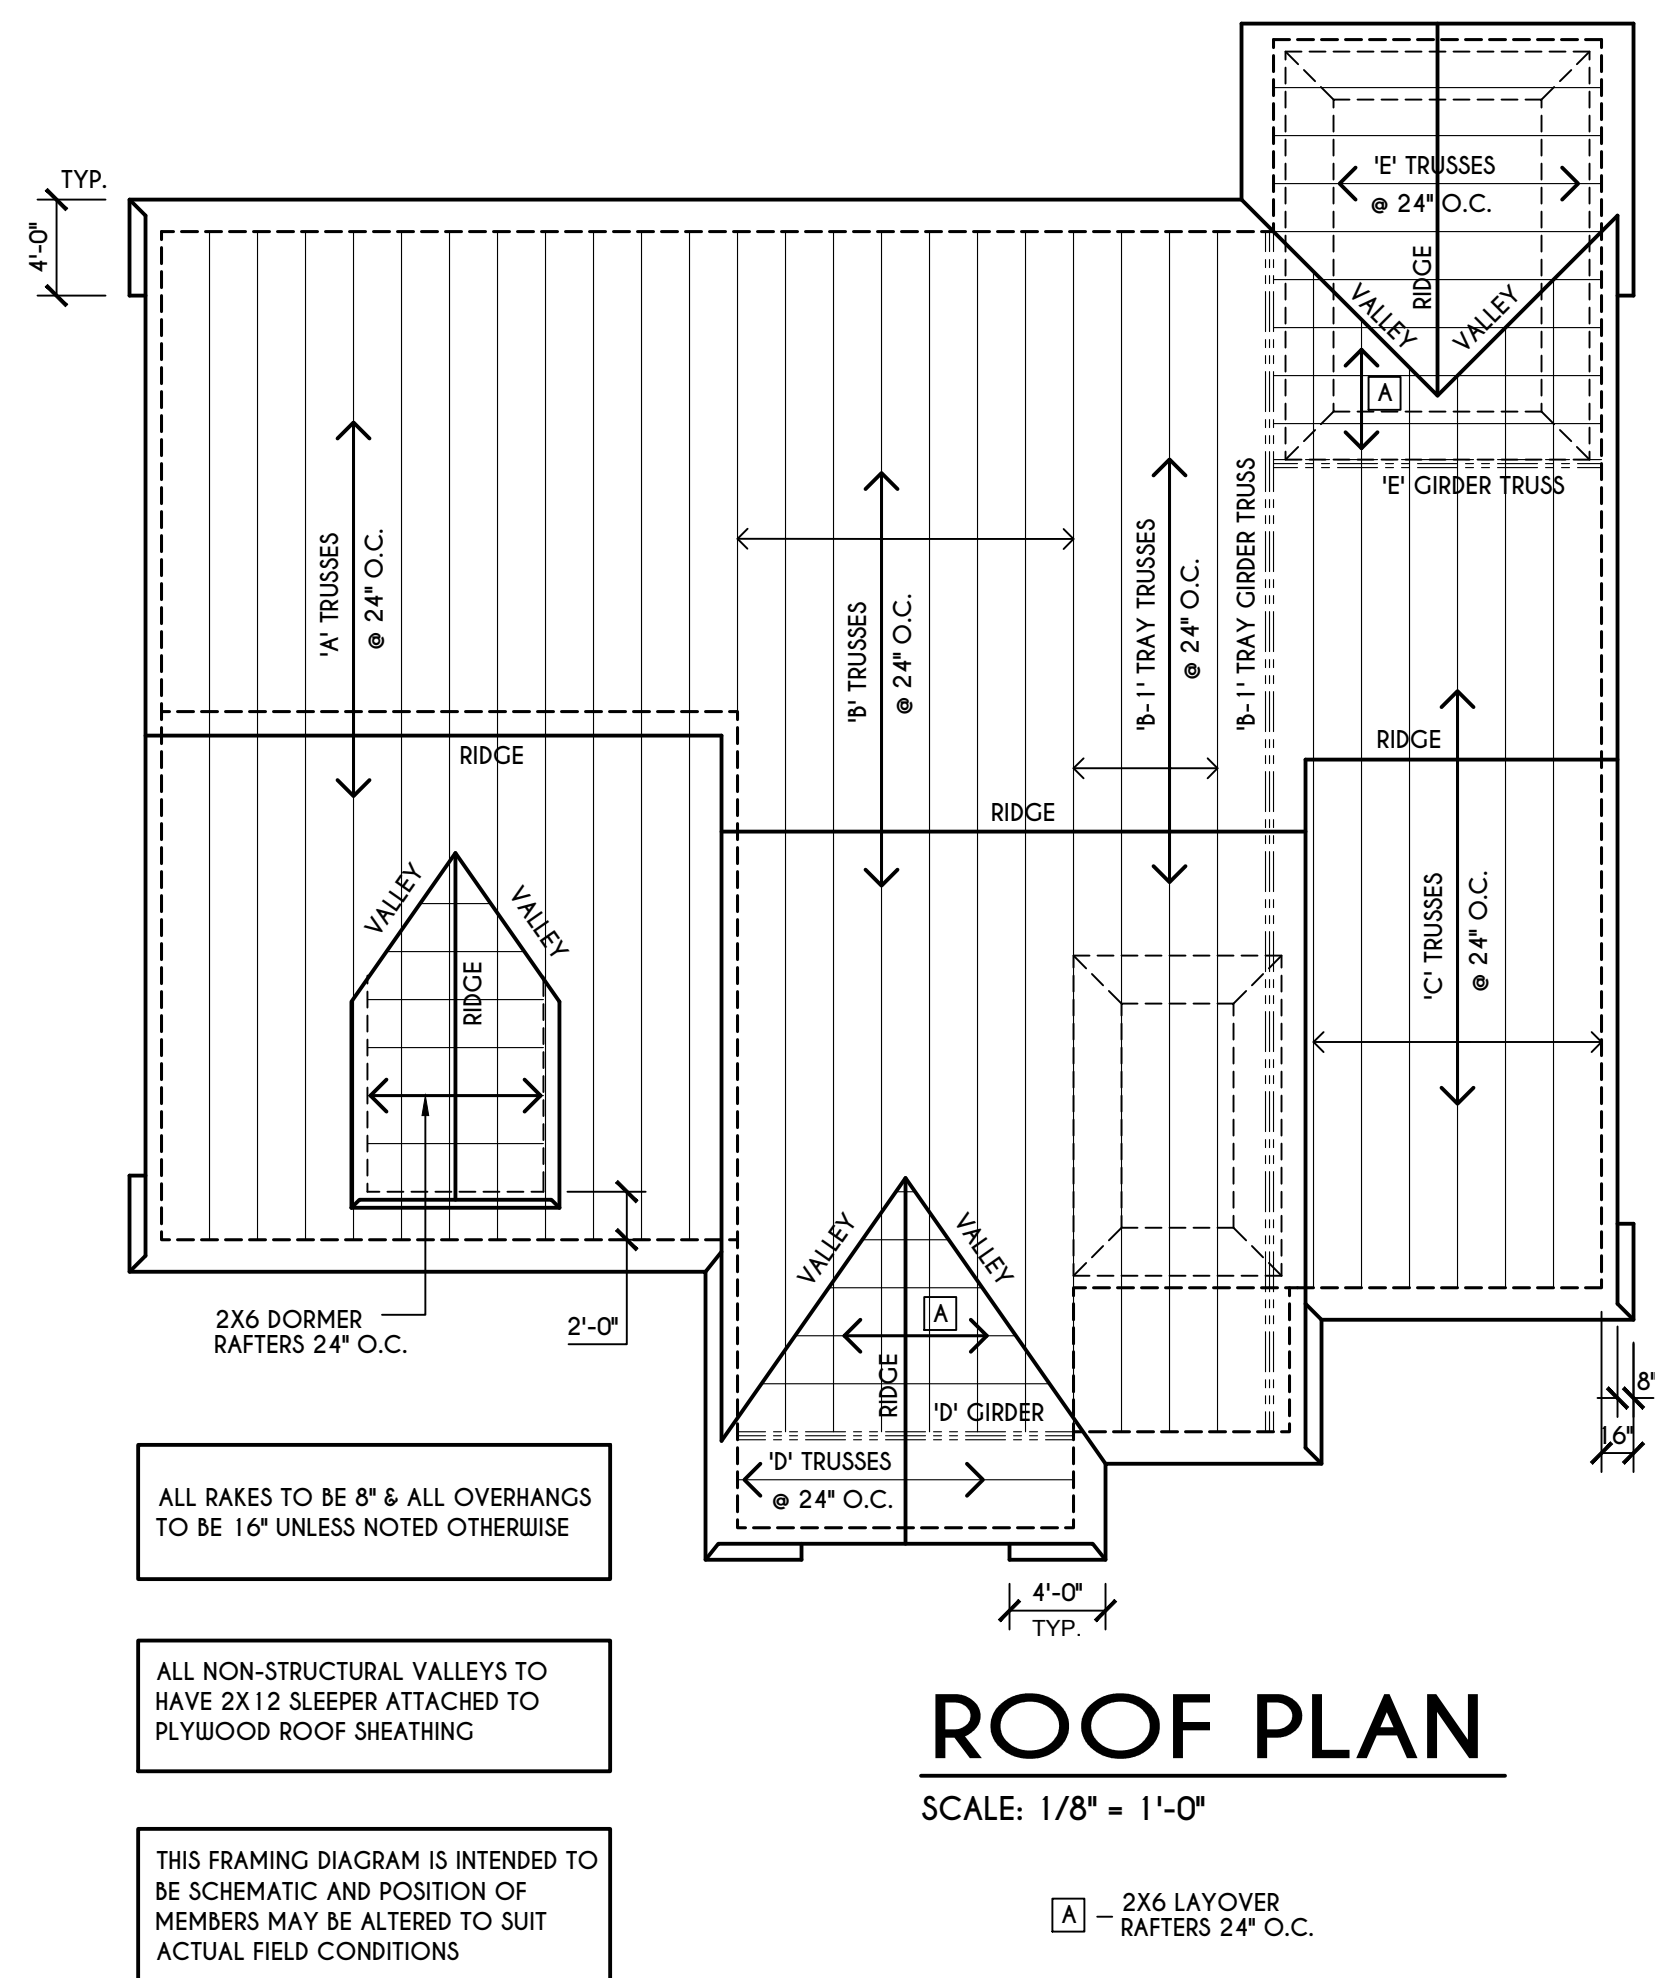 TYP.
4'-0"
'E' TRUSSES
@ 24" O.C.
RIDGE
VALLEY
VALLEY
A
'E' GIRDER TRUSS
'A' TRUSSES
@ 24" O.C.
'B' TRUSSES
@ 24" O.C.
'B-1' TRAY TRUSSES
@ 24" O.C.
'B-1' TRAY GIRDER TRUSS
RIDGE
RIDGE
RIDGE
'C' TRUSSES
@ 24" O.C.
VALLEY
VALLEY
RIDGE
2X6 DORMER
RAFTERS 24" O.C.
2'-0"
VALLEY
VALLEY
A
RIDGE
'D' GIRDER
'D' TRUSSES
@ 24" O.C.
8"
16"
4'-0"
TYP.
ALL RAKES TO BE 8" & ALL OVERHANGS
TO BE 16" UNLESS NOTED OTHERWISE
ALL NON-STRUCTURAL VALLEYS TO
HAVE 2X12 SLEEPER ATTACHED TO
PLYWOOD ROOF SHEATHING
THIS FRAMING DIAGRAM IS INTENDED TO
BE SCHEMATIC AND POSITION OF
MEMBERS MAY BE ALTERED TO SUIT
ACTUAL FIELD CONDITIONS
ROOF PLAN
SCALE: 1/8" = 1'-0"
A – 2X6 LAYOVER
RAFTERS 24" O.C.